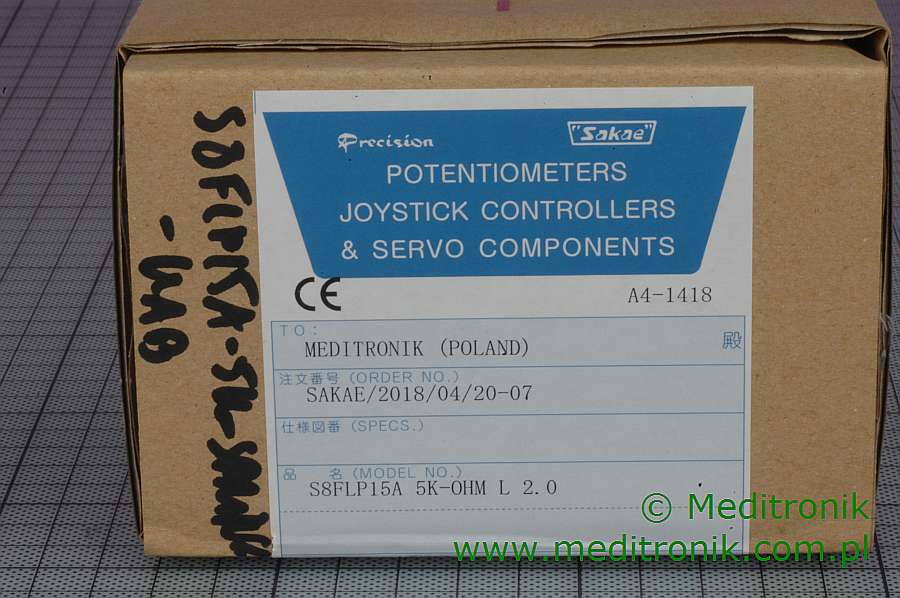 Precision
"Sakae"
POTENTIOMETERS
JOYSTICK CONTROLLERS
& SERVO COMPONENTS
CE
A4-1418
TO:
MEDITRONIK (POLAND)
殿
注文番号 (ORDER NO.)
SAKAE/2018/04/20-07
仕様図番 (SPECS.)
品 名 (MODEL NO.)
S8FLP15A 5K-OHM L 2.0
© Meditronik
www.meditronik.com.pl